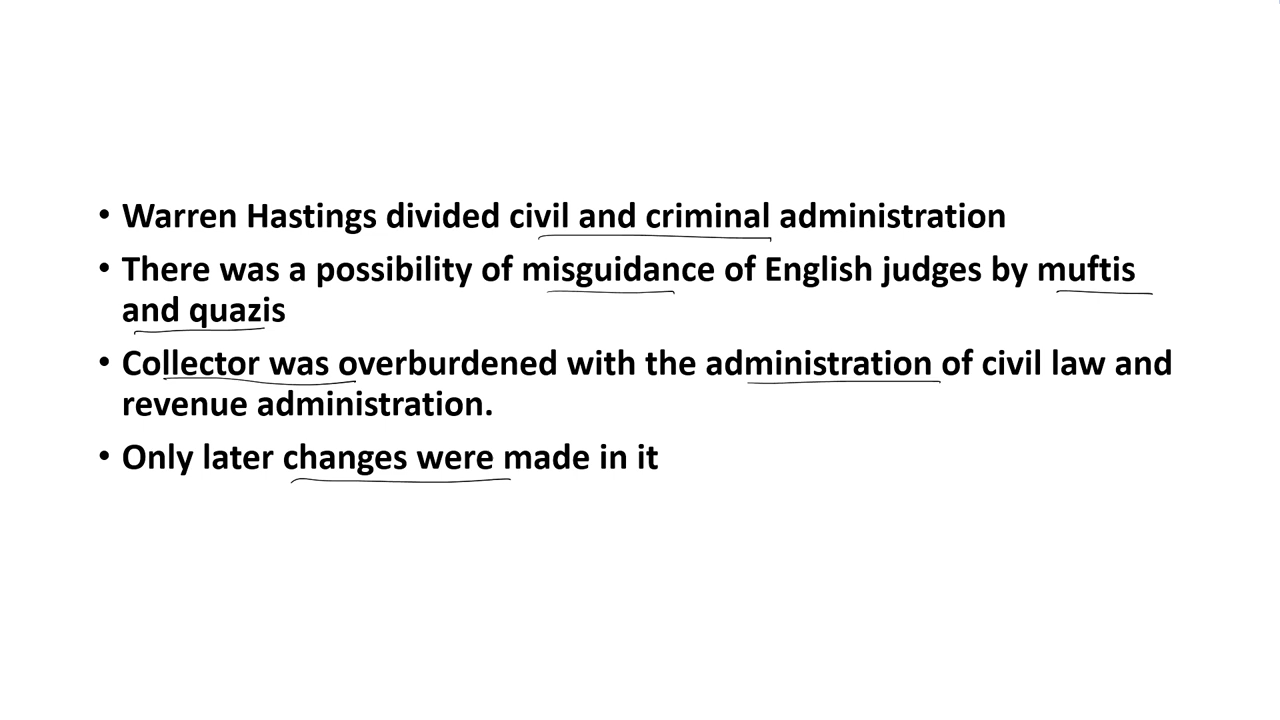 • Warren Hastings divided civil and criminal administration
• There was a possibility of misguidance of English judges by muftis
and quazis
• Collector was overburdened with the administration of civil law and
revenue administration.
• Only later changes were made in it